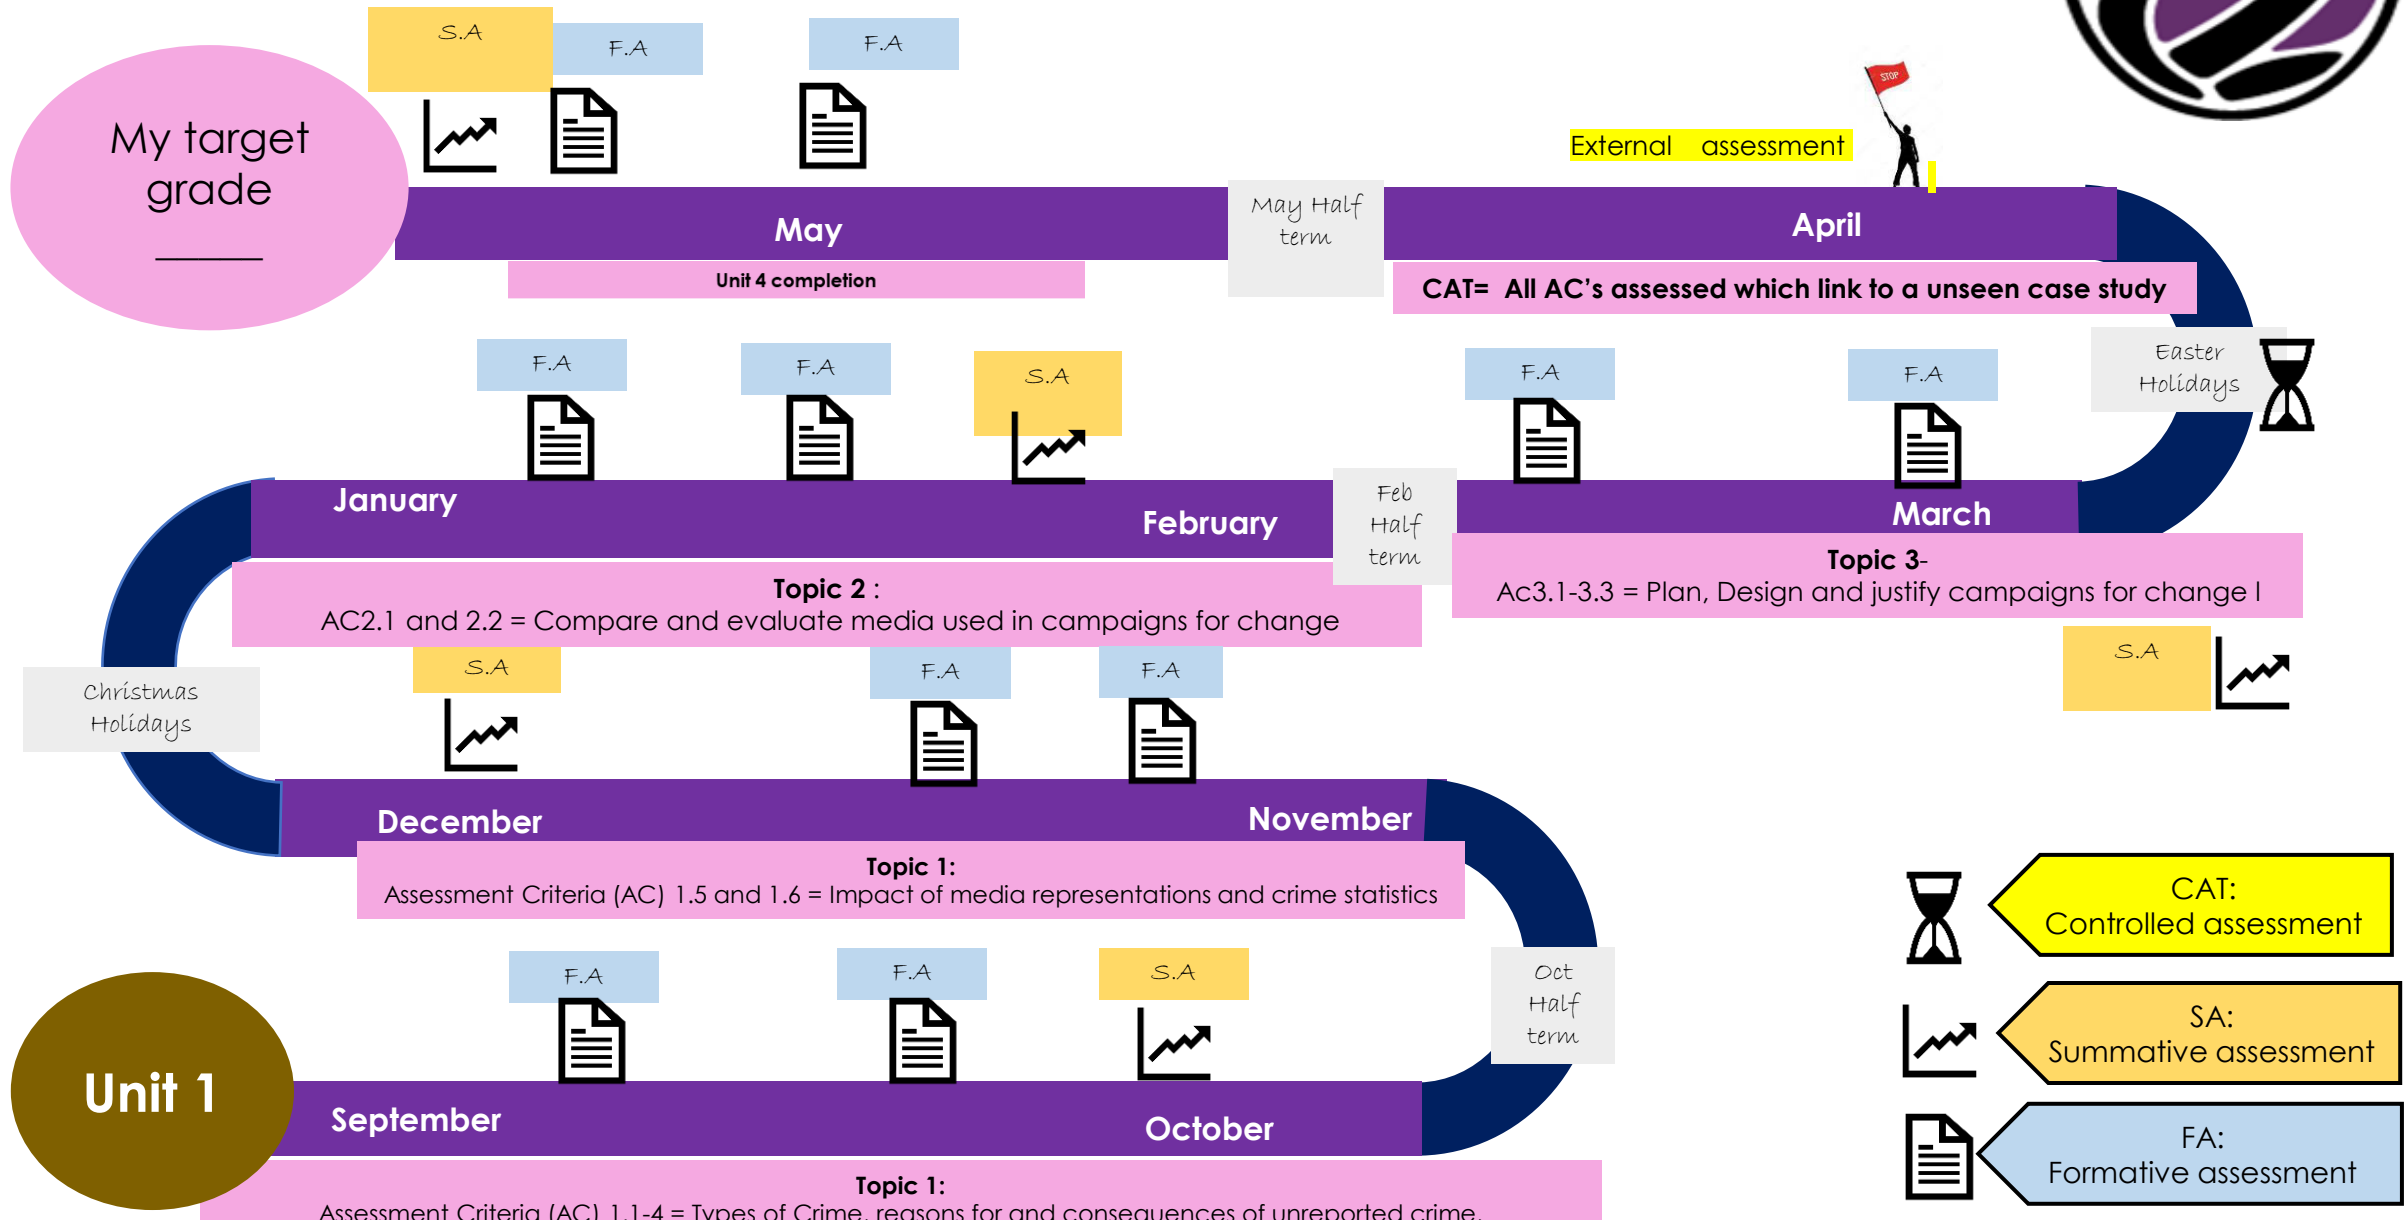 S.A
F.A
F.A
STOP
My target
grade
______
External assessment
May
May Half
term
April
Unit 4 completion
CAT= All AC's assessed which link to a unseen case study
F.A
F.A
S.A
F.A
F.A
Easter
Holidays
January
February
Feb
Half
term
March
Topic 2 :
AC2.1 and 2.2 = Compare and evaluate media used in campaigns for change
Topic 3-
Ac3.1-3.3 = Plan, Design and justify campaigns for change l
S.A
F.A
F.A
S.A
Christmas
Holidays
December
November
Topic 1:
Assessment Criteria (AC) 1.5 and 1.6 = Impact of media representations and crime statistics
CAT:
Controlled assessment
F.A
F.A
S.A
Oct
Half
term
SA:
Summative assessment
Unit 1
September
October
FA:
Formative assessment
Topic 1:
Assessment Criteria (AC) 1.1-4 = Types of Crime, reasons for and consequences of unreported crime,